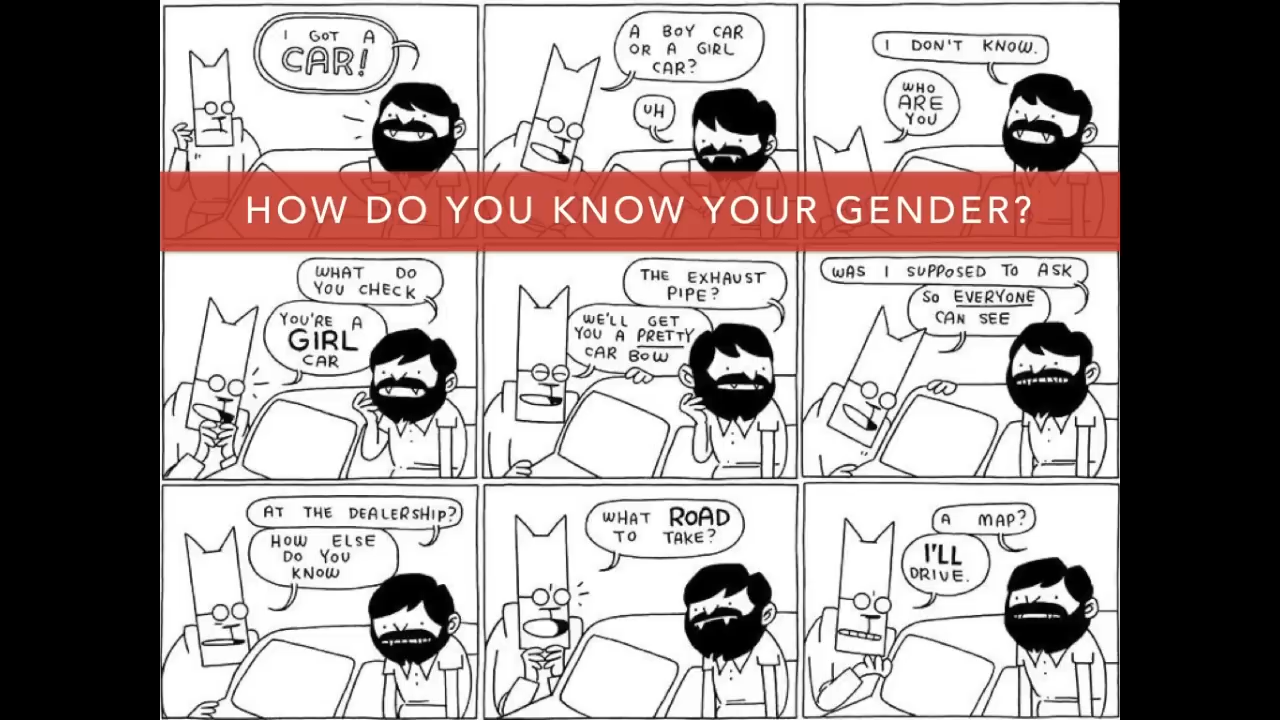 I GOT A
CAR!
A BOY CAR
OR A GIRL
CAR?
UH
I DON'T KNOW.
WHO
ARE
YOU
HOW DO YOU KNOW YOUR GENDER?
WHAT DO
YOU CHECK
YOU'RE A
GIRL
CAR
THE EXHAUST
PIPE?
WE'LL GET
YOU A PRETTY
CAR BOW
WAS I SUPPOSED TO ASK
SO EVERYONE
CAN SEE
AT THE DEALERSHIP?
HOW ELSE
DO YOU
KNOW
WHAT ROAD
TO TAKE?
A MAP?
I'LL
DRIVE.